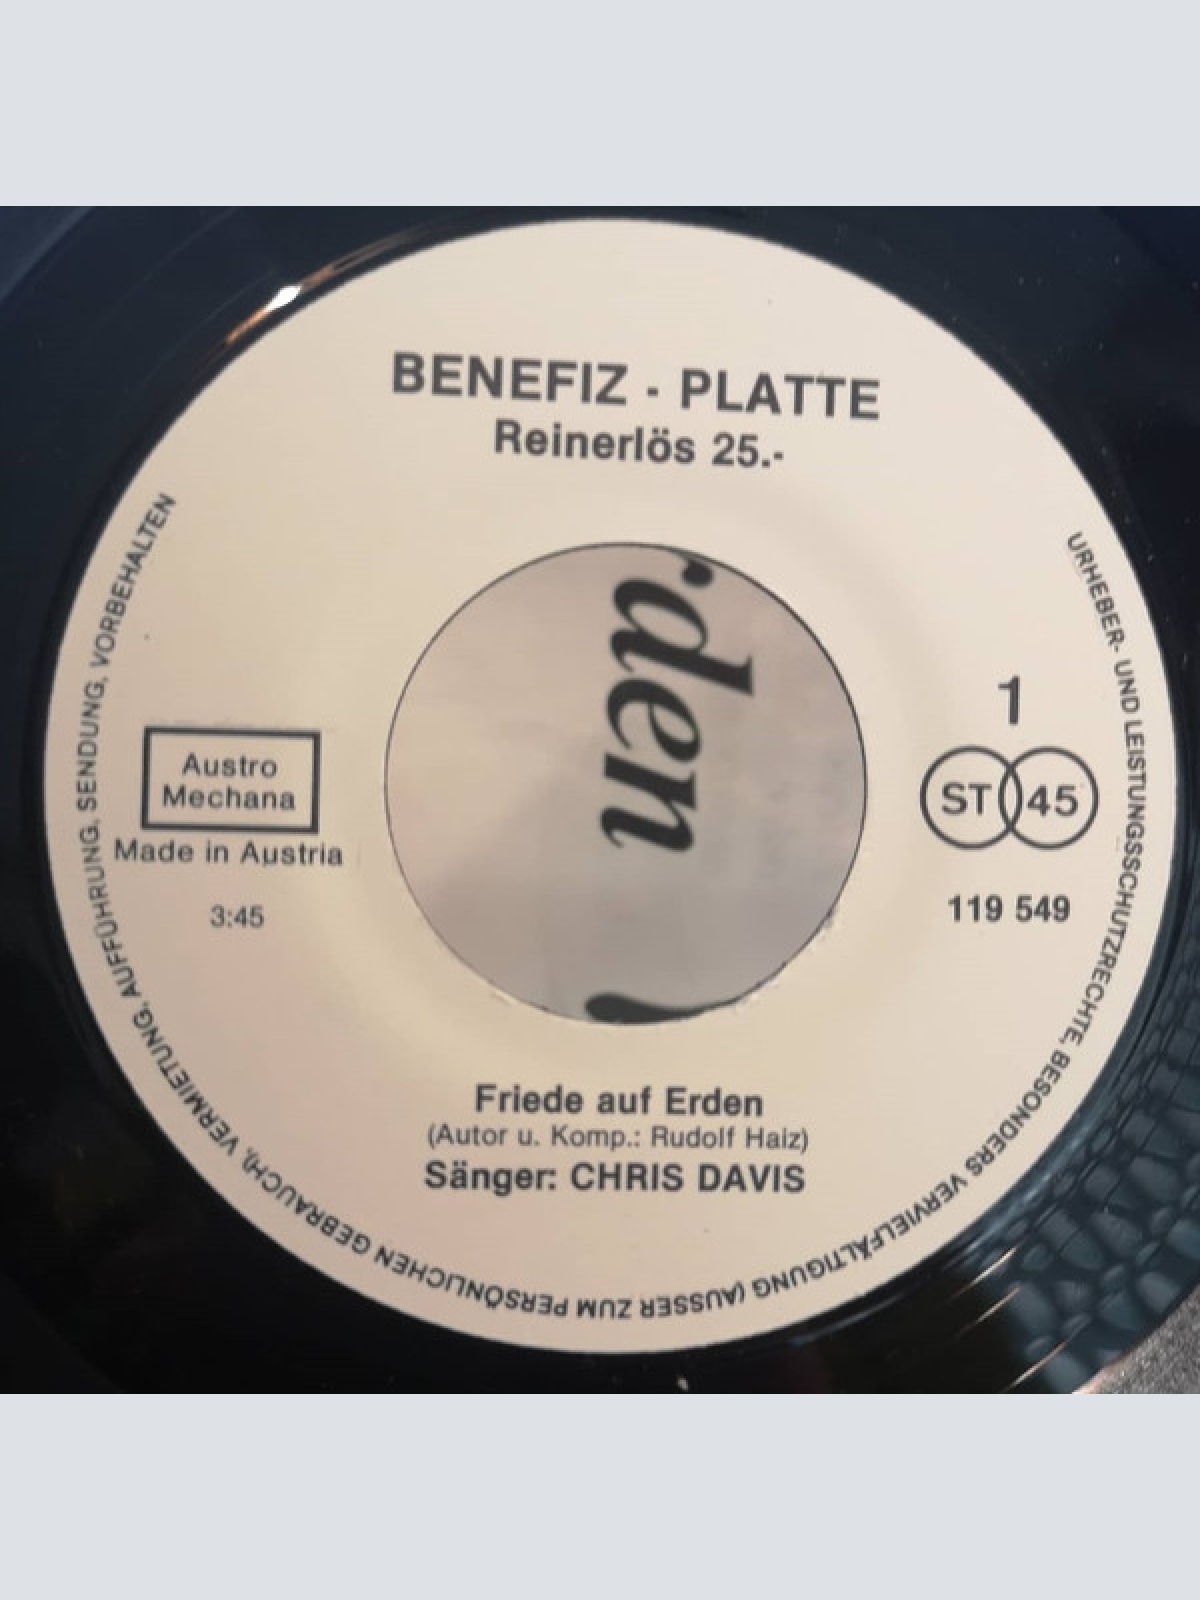 BENEFIZ - PLATTE
Reinerlös 25.-
den
1
Austro
Mechana
Made in Austria
3:45
ST 45
119 549
Friede auf Erden
(Autor u. Komp.: Rudolf Haiz)
Sänger: CHRIS DAVIS
URHEBER- UND LEISTUNGSSCHUTZRECHTE, BESONDERS VERVIELFÄLTIGUNG (AUSSER ZUM PERSÖNLICHEN GEBRAUCH), VERMIETUNG, AUFFÜHRUNG, SENDUNG, VORBEHALTEN